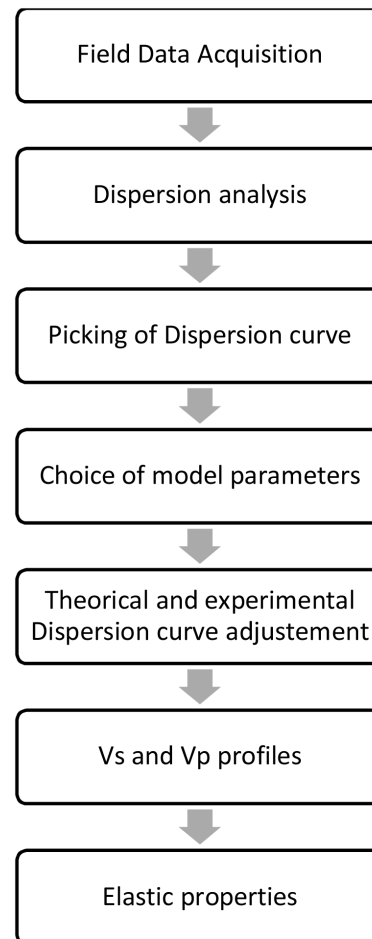 Field Data Acquisition
Dispersion analysis
Picking of Dispersion curve
Choice of model parameters
Theorical and experimental
Dispersion curve adjustement
Vs and Vp profiles
Elastic properties